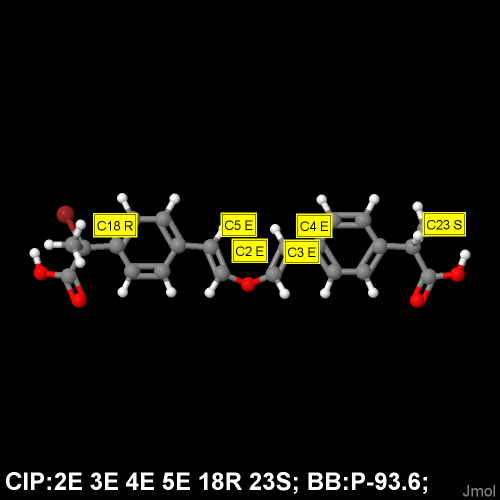 C18 R
C5 E
C4 E
C23 S
C2 E
C3 E
CIP:2E 3E 4E 5E 18R 23S; BB:P-93.6;
Jmol